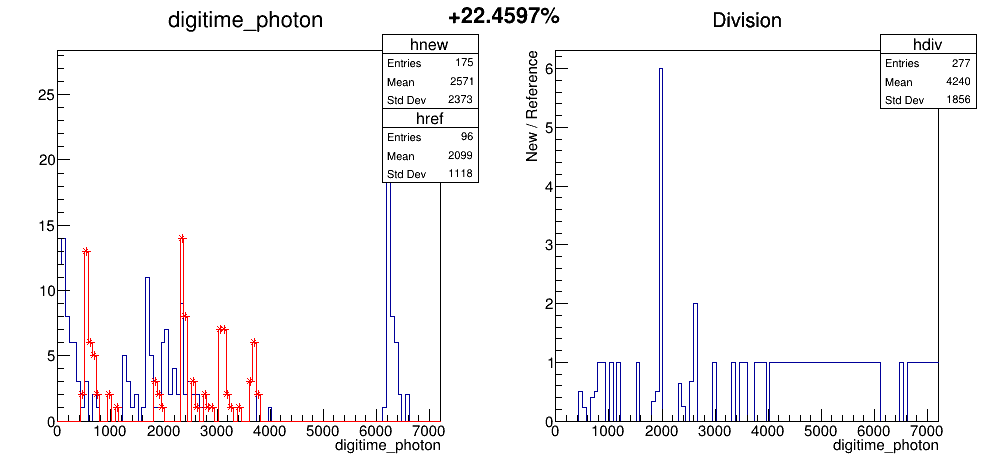 +22.4597%
digitime_photon
hnew
Entries 175
Mean 2571
Std Dev 2373
href
Entries 96
Mean 2099
Std Dev 1118
25
20
15
10
5
0
0 1000 2000 3000 4000 5000 6000 7000
digitime_photon
Division
hdiv
Entries 277
Mean 4240
Std Dev 1856
New / Reference
6
5
4
3
2
1
0
0 1000 2000 3000 4000 5000 6000 7000
digitime_photon